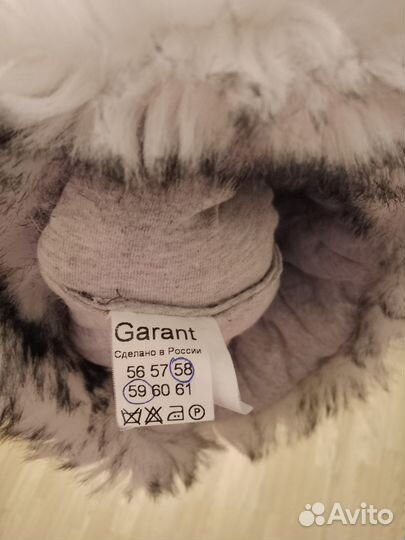 Garant
Сделано в России
56 57 58
59 60 61
P
Avito